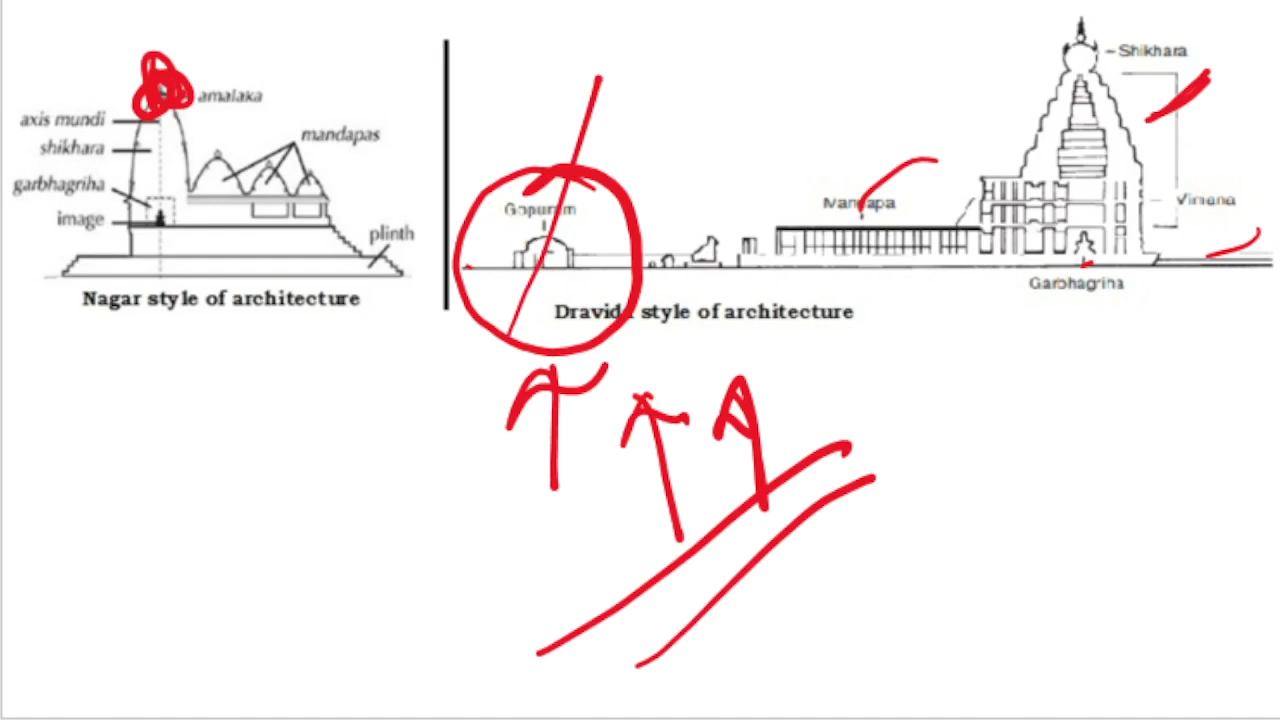 amalaka
axis mundi
shikhara
mandapas
garbhagriha
image
plinth
Nagar style of architecture
Shikhara
Gopuram
Mandapa
Vimana
Garbhagriha
Dravida style of architecture